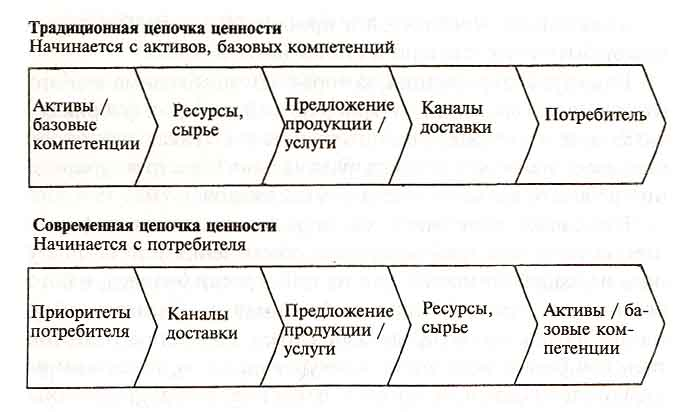 Традиционная цепочка ценности
Начинается с активов, базовых компетенций
Активы /
базовые
компетенции
Ресурсы,
сырье
Предложение
продукции /
услуги
Каналы
доставки
Потребитель
Современная цепочка ценности
Начинается с потребителя
Приоритеты
потребителя
Каналы
доставки
Предложение
продукции /
услуги
Ресурсы,
сырье
Активы / ба-
зовые ком-
петенции